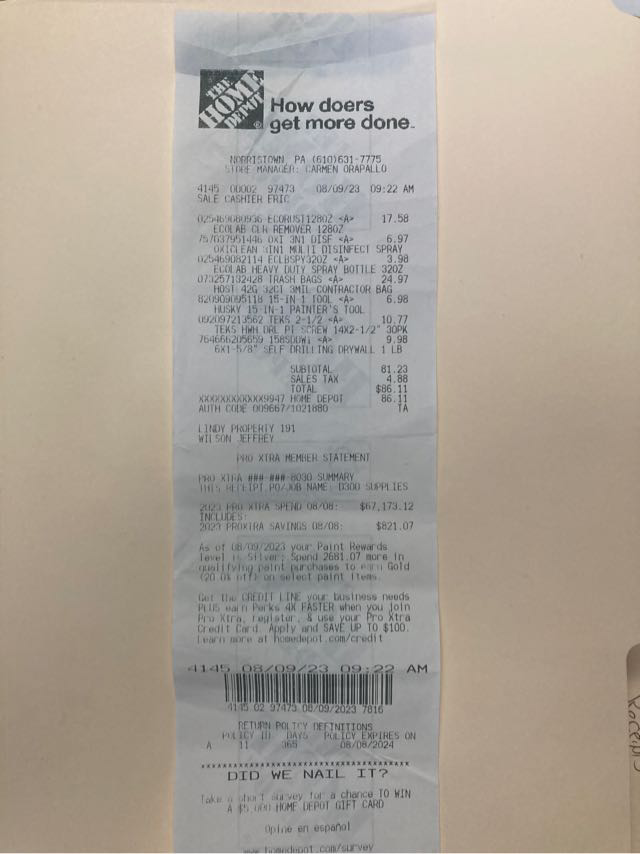 THE HOME DEPOT
How doers
get more done.
NORRISTOWN, PA (610)631-7775
STORE MANAGER: CARMEN ORAPALLO
4145 00002 97473 08/09/23 09:22 AM
SALE CASHIER ERIC
025469080936 ECORUST128OZ <A> 17.58
ECOLAB CLR REMOVER 128OZ
757037951446 OXI 3N1 DISF <A> 6.97
OXICLEAN 3IN1 MULTI DISINFECT SPRAY
025469082114 ECLBSPY32OZ <A> 3.98
ECOLAB HEAVY DUTY SPRAY BOTTLE 32OZ
073257132428 TRASH BAGS <A> 24.97
HDST 42G 32CT 3MIL CONTRACTOR BAG
820909095118 15-IN 1 TOOL <A> 6.98
HUSKY 15-IN-1 PAINTER'S TOOL
092097213562 TEKS 2-1/2 <A> 10.77
TEKS HWH DRL PT SCREW 14X2-1/2" 30PK
764666205659 158SDDW1 <A> 9.98
6X1-5/8" SELF DRILLING DRYWALL 1 LB
SUBTOTAL 81.23
SALES TAX 4.88
TOTAL $86.11
XXXXXXXXXXXX9947 HOME DEPOT 86.11
AUTH CODE 009667/1021880 TA
LINDY PROPERTY 191
WILSON JEFFREY
PRO XTRA MEMBER STATEMENT
PRO XTRA ###-###-8030 SUMMARY
THIS RECEIPT PO/JOB NAME: D300 SUPPLIES
2023 PRO XTRA SPEND 08/08: $67,173.12
INCLUDES:
2023 PROXTRA SAVINGS 08/08: $821.07
As of 08/09/2023 your Paint Rewards
level is Silver; Spend 2681.07 more in
qualifying paint purchases to earn Gold
(20.0% off) on select paint items.
Get the CREDIT LINE your business needs
PLUS earn Perks 4X FASTER when you join
Pro Xtra, register, & use your Pro Xtra
Credit Card. Apply and SAVE UP TO $100.
Learn more at homedepot.com/credit
4145 08/09/23 09:22 AM
4145 02 97473 08/09/2023 7816
RETURN POLICY DEFINITIONS
POLICY ID DAYS POLICY EXPIRES ON
A 11 365 08/08/2024
DID WE NAIL IT?
Take a short survey for a chance TO WIN
A $5,000 HOME DEPOT GIFT CARD
Opine en español
www.homedepot.com/survey
Receipts